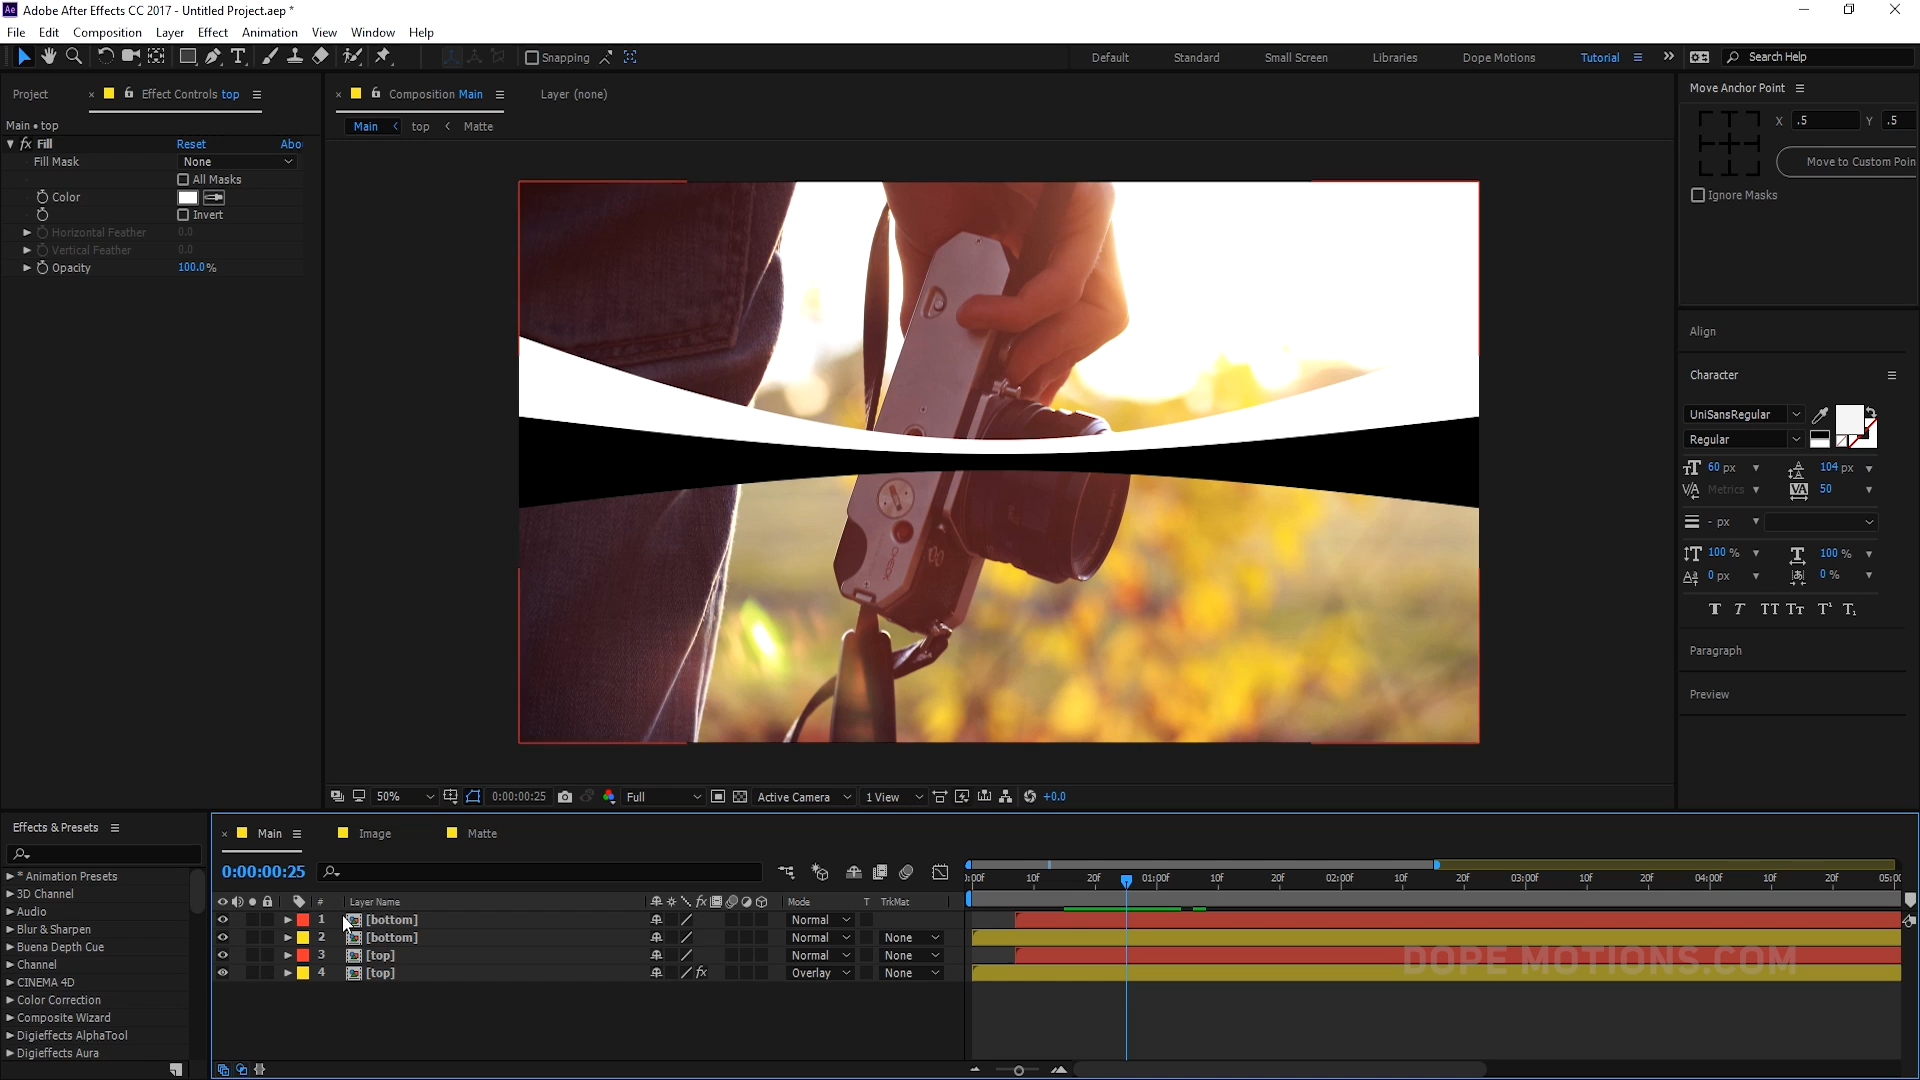 Ae Adobe After Effects CC 2017 - Untitled Project.aep *
File Edit Composition Layer Effect Animation View Window Help
Snapping Default Standard Small Screen Libraries Dope Motions Tutorial Search Help
Project Effect Controls top Composition Main Layer (none) Move Anchor Point
Main top Matte X .5 Y .5
Main • top
Fill Reset Abo
Fill Mask None Move to Custom Poin
All Masks Ignore Masks
Color
Invert
Horizontal Feather 0.0
Vertical Feather 0.0
Opacity 100.0%
Align
Character
UniSansRegular
Regular
60 px 104 px
Metrics 50
- px
100 % 100 %
0 px 0 %
T T TT Tt T¹ T₁
Paragraph
Preview
50% 0:00:00:25 Full Active Camera 1 View +0.0
Effects & Presets Main Image Matte
0:00:00:25
* Animation Presets
3D Channel
Audio
Blur & Sharpen
Buena Depth Cue
Channel
CINEMA 4D
Color Correction
Composite Wizard
Digieffects AlphaTool
Digieffects Aura
:00f 10f 20f 01:00f 10f 20f 02:00f 10f 20f 03:00f 10f 20f 04:00f 10f 20f 05:0
# Layer Name fx Mode T TrkMat
1 [bottom] Normal
2 [bottom] Normal None
3 [top] Normal None
4 [top] fx Overlay None
DOPE MOTIONS.COM